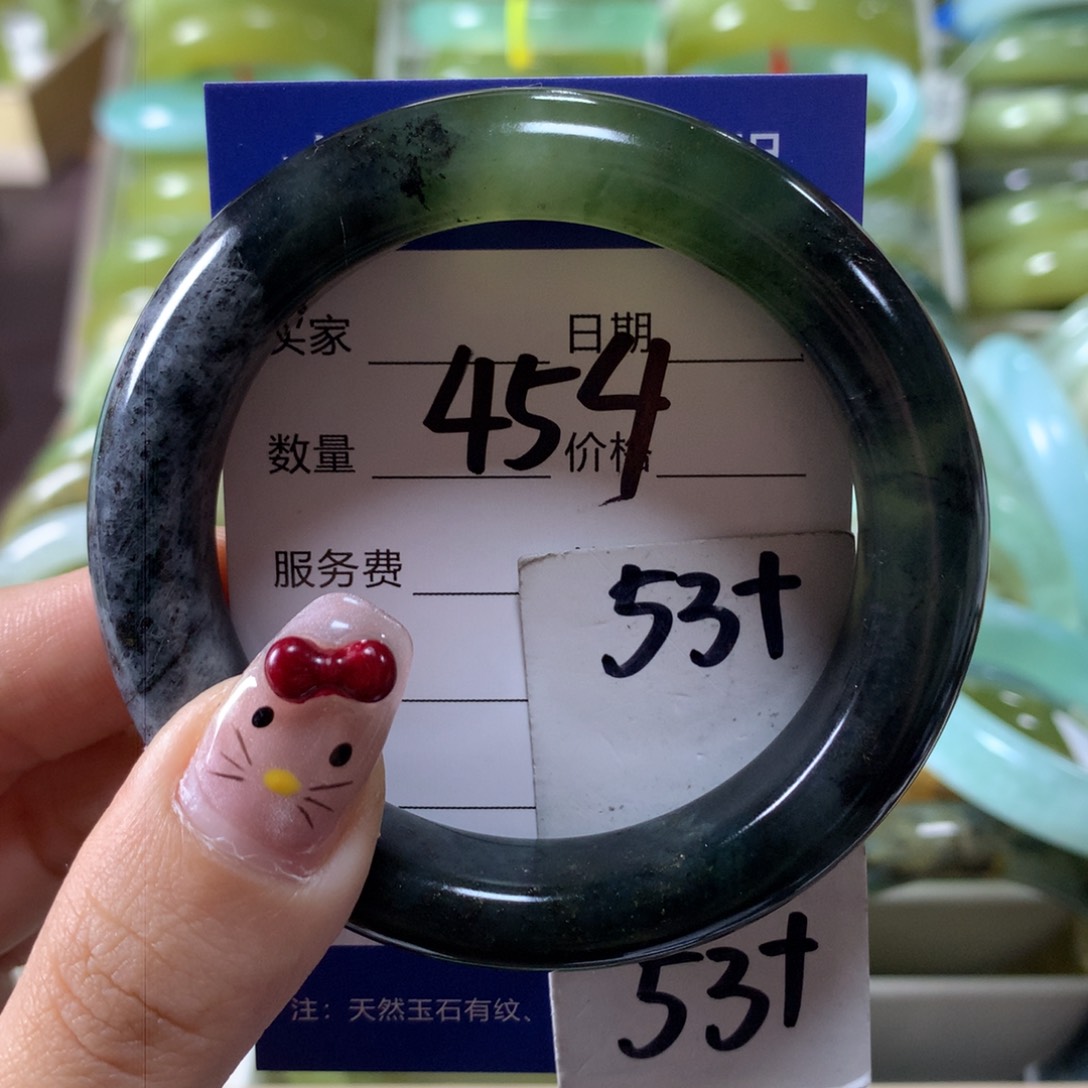 买家 日期
454
数量 价格
服务费
53+
53+
注：天然玉石有纹、